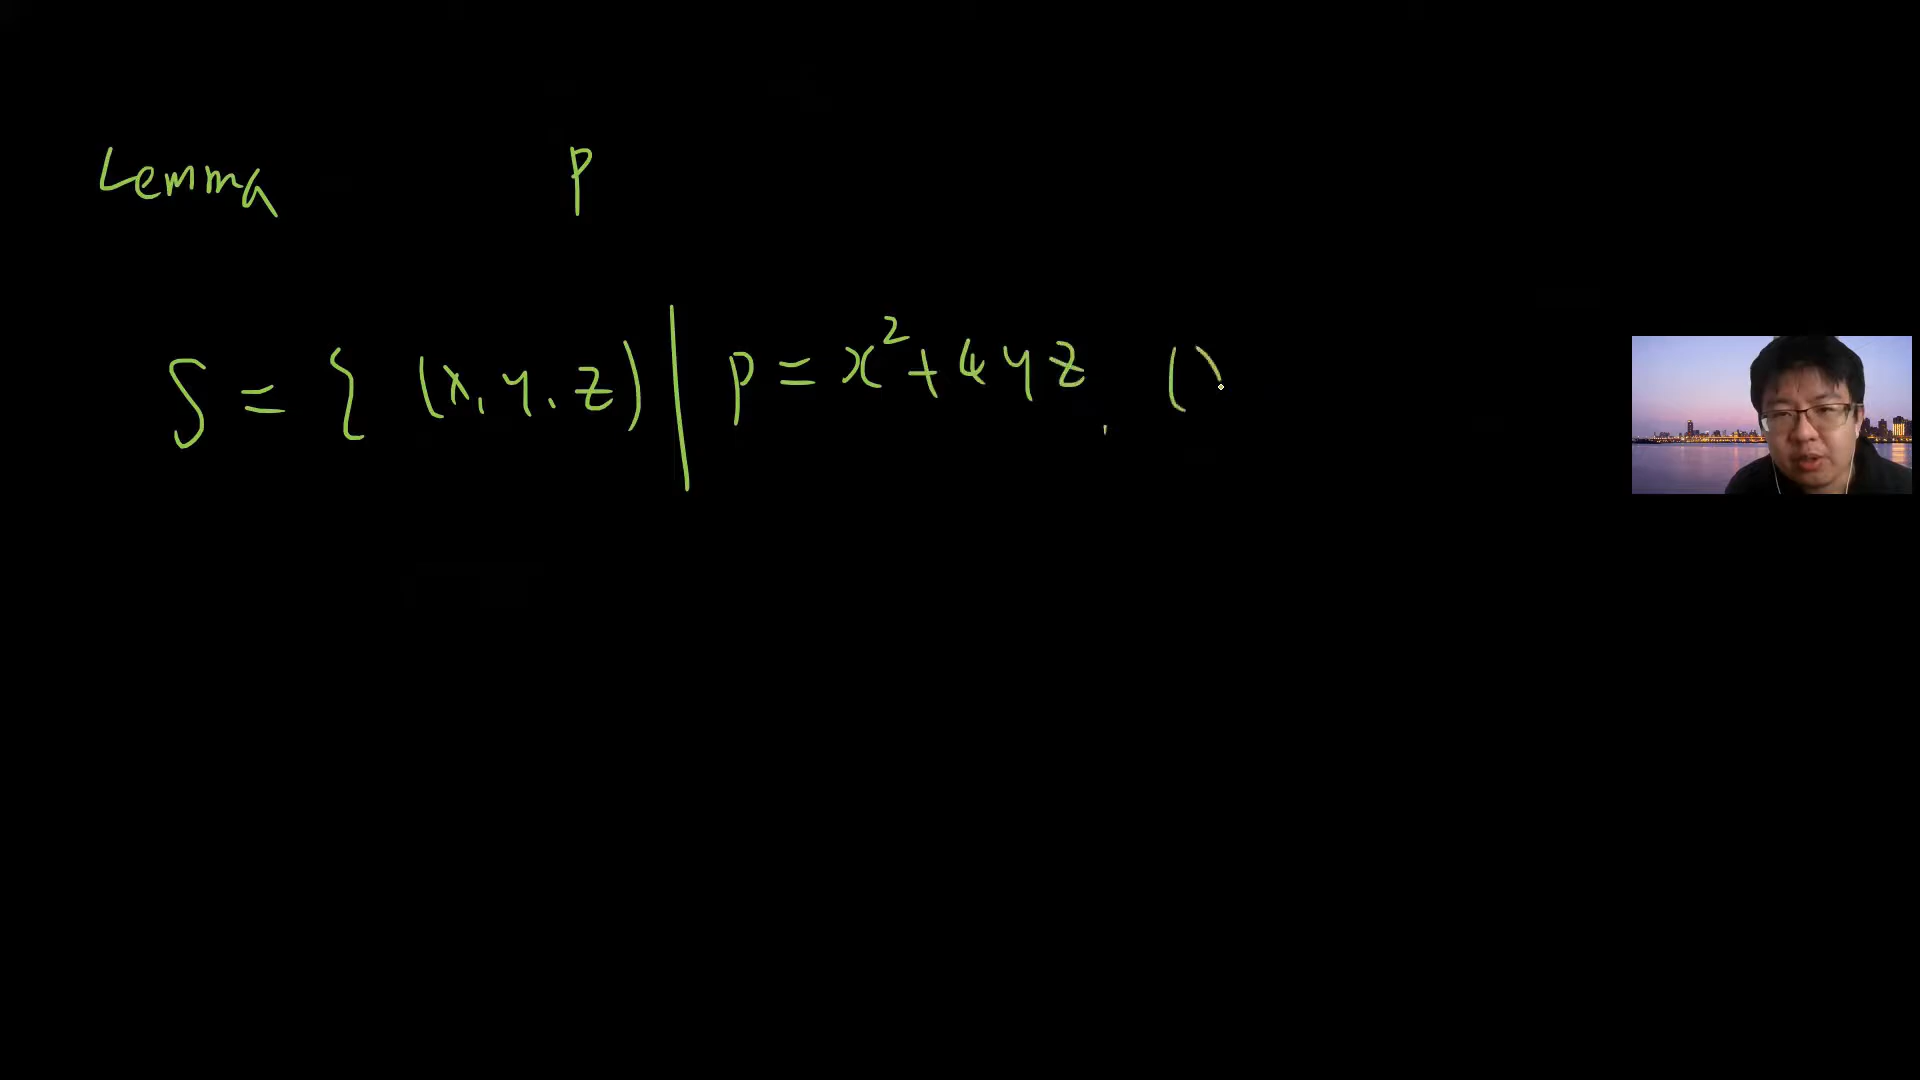 Lemma P
S = { (x, y, z) | p = x² + 4yz , ()